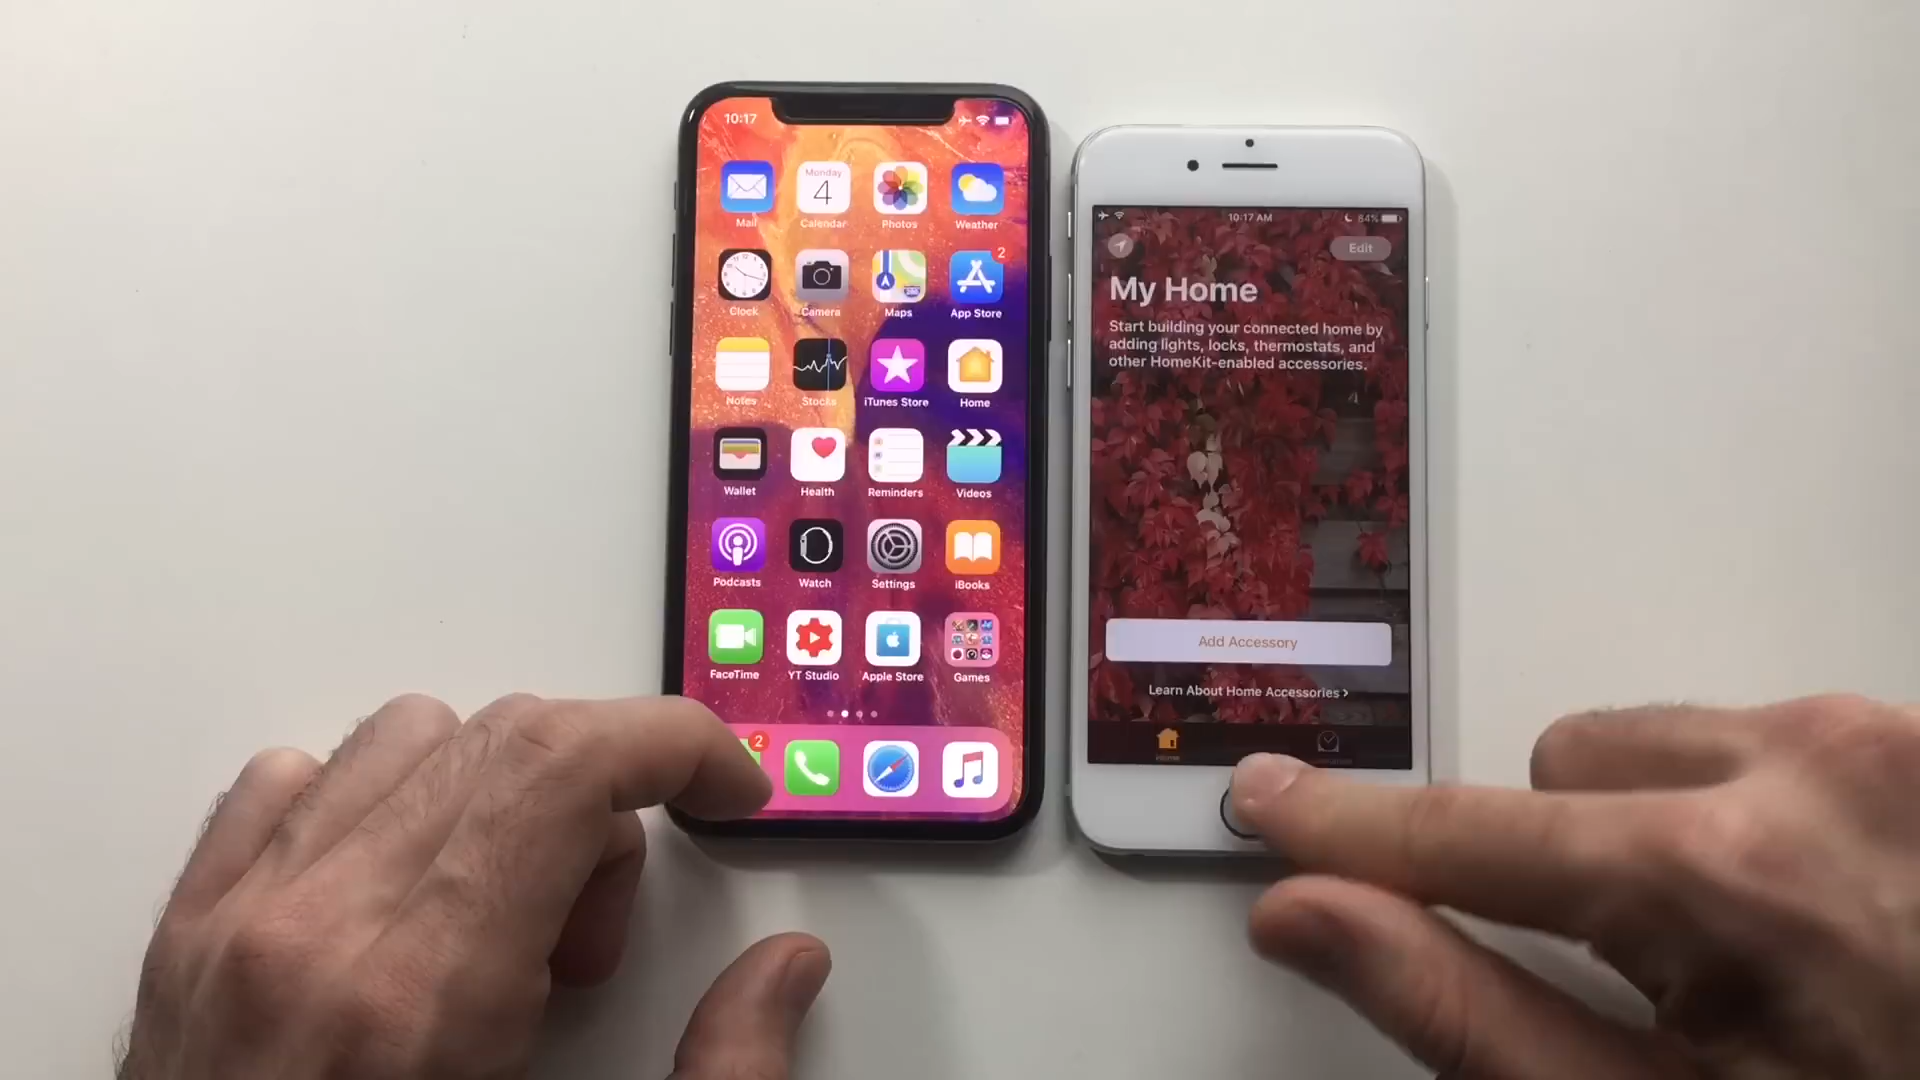 10:17
Monday
4
Mail
Calendar
Photos
Weather
2
Clock
Camera
Maps
App Store
Notes
Stocks
iTunes Store
Home
Wallet
Health
Reminders
Videos
Podcasts
Watch
Settings
iBooks
FaceTime
YT Studio
Apple Store
Games
2
10:17 AM
84%
Edit
My Home
Start building your connected home by
adding lights, locks, thermostats, and
other HomeKit-enabled accessories.
Add Accessory
Learn About Home Accessories
Home